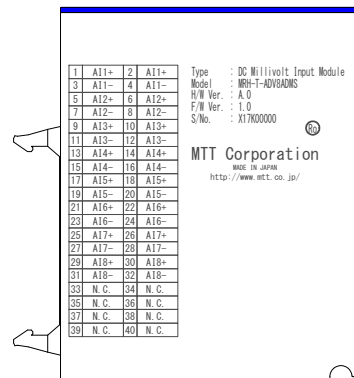 1 AI1+ 2 AI1+
3 AI1− 4 AI1−
5 AI2+ 6 AI2+
7 AI2− 8 AI2−
9 AI3+ 10 AI3+
11 AI3− 12 AI3−
13 AI4+ 14 AI4+
15 AI4− 16 AI4−
17 AI5+ 18 AI5+
19 AI5− 20 AI5−
21 AI6+ 22 AI6+
23 AI6− 24 AI6−
25 AI7+ 26 AI7+
27 AI7− 28 AI7−
29 AI8+ 30 AI8+
31 AI8− 32 AI8−
33 N.C. 34 N.C.
35 N.C. 36 N.C.
37 N.C. 38 N.C.
39 N.C. 40 N.C.
Type : DC Millivolt Input Module
Model : MRH-T-ADV8ADMS
H/W Ver. : A.0
F/W Ver. : 1.0
S/No. : X17K00000
Ro
MTT Corporation
MADE IN JAPAN
http://www.mtt.co.jp/